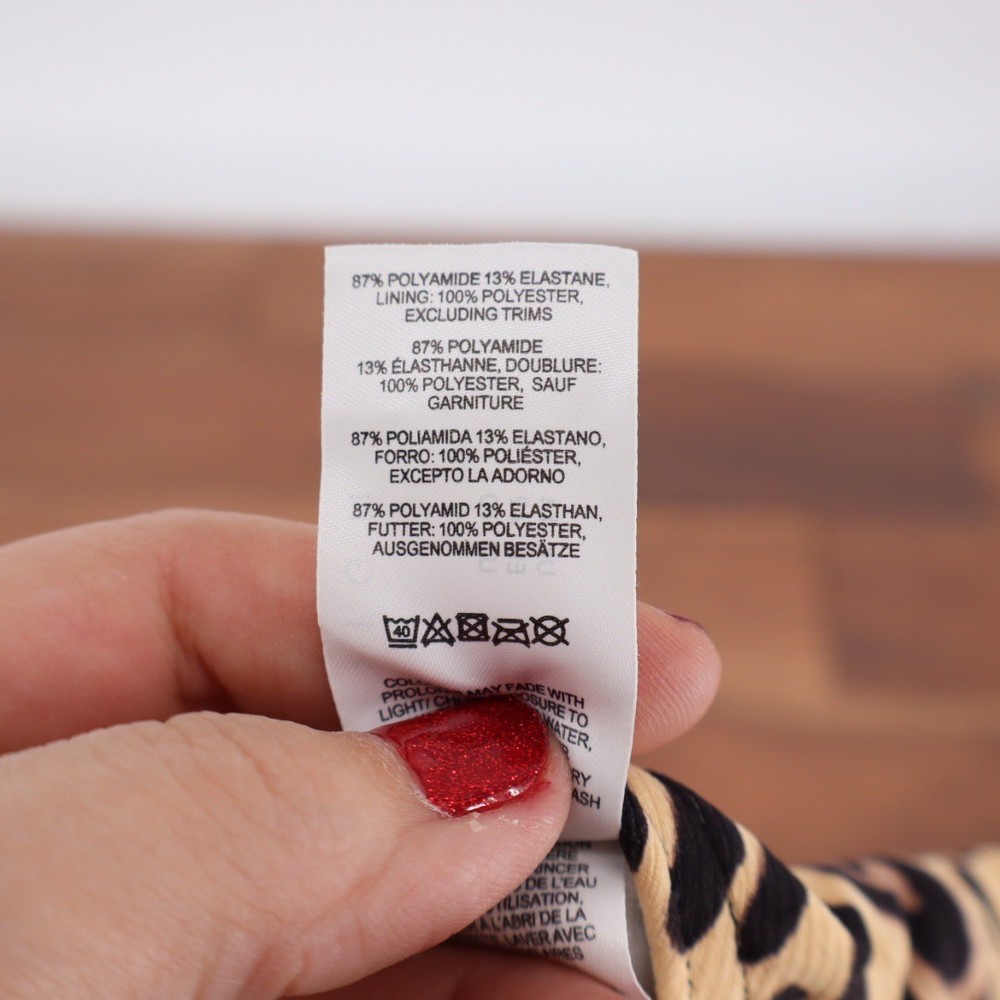 87% POLYAMIDE 13% ELASTANE,
LINING: 100% POLYESTER,
EXCLUDING TRIMS
87% POLYAMIDE
13% ÉLASTHANNE, DOUBLURE:
100% POLYESTER, SAUF
GARNITURE
87% POLIAMIDA 13% ELASTANO,
FORRO: 100% POLIÉSTER,
EXCEPTO LA ADORNO
87% POLYAMID 13% ELASTHAN,
FUTTER: 100% POLYESTER,
AUSGENOMMEN BESÄTZE
40
MAY FADE WITH
LIGHT/
TO
WATER,
DE L'EAU
À L'ABRI DE LA
LAVER AVEC